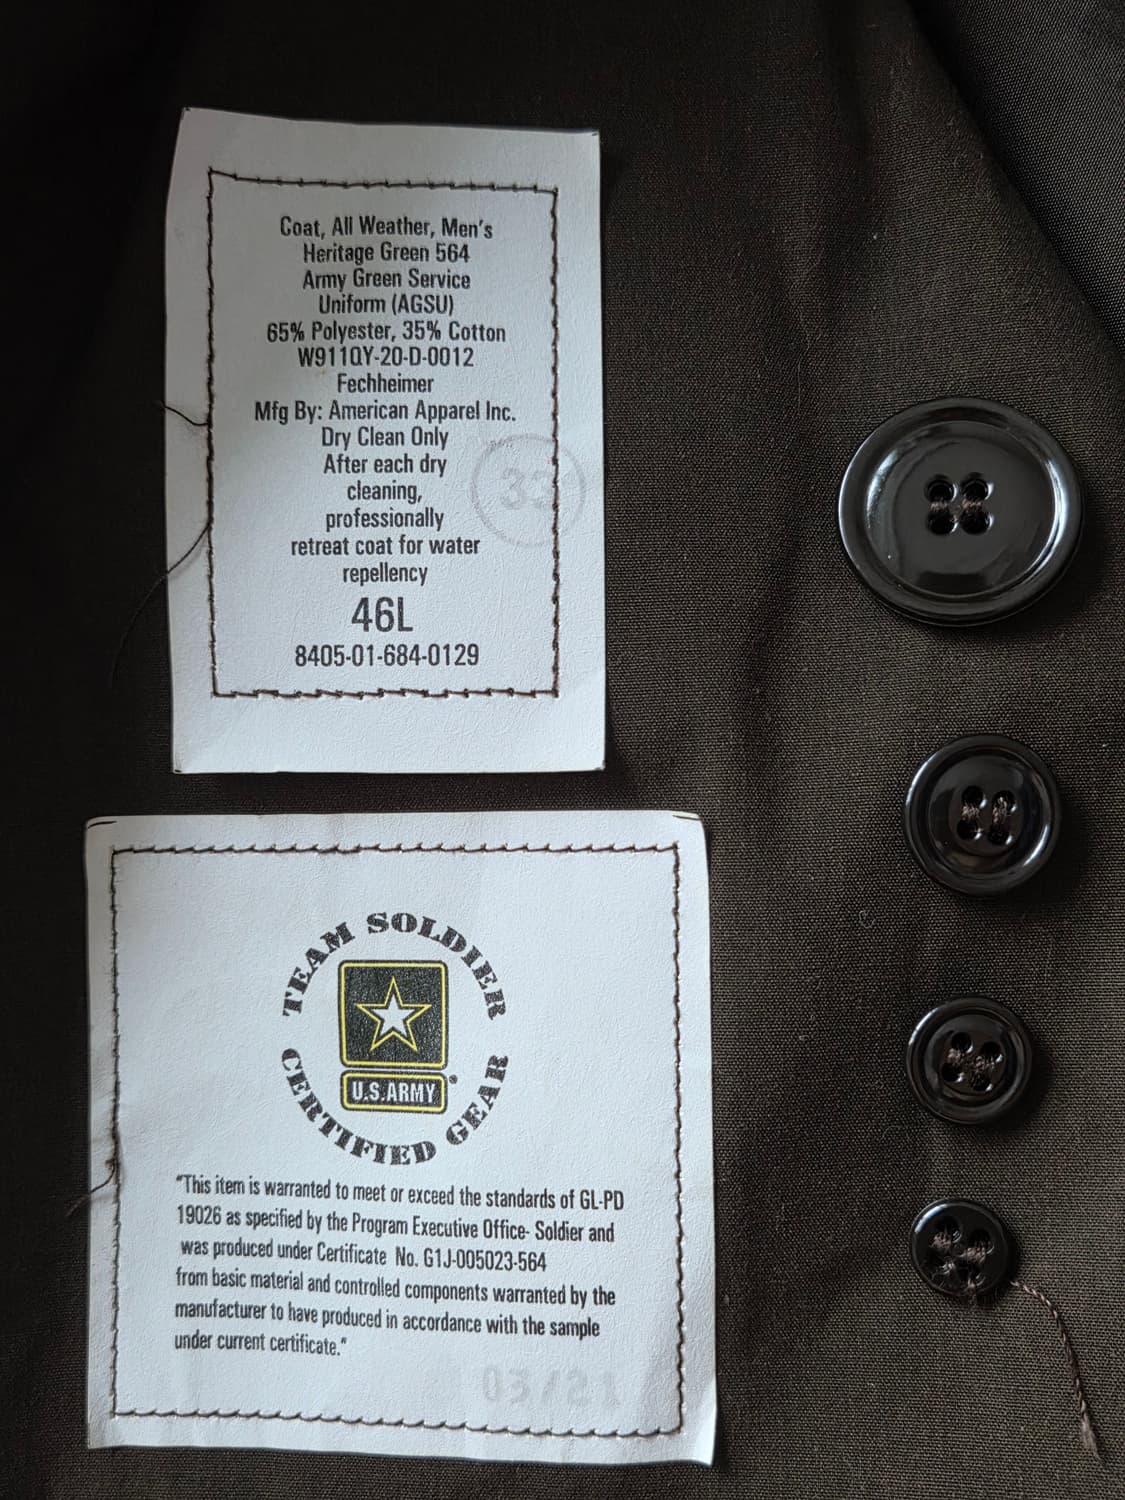 Coat, All Weather, Men's
Heritage Green 564
Army Green Service
Uniform (AGSU)
65% Polyester, 35% Cotton
W911QY-20-D-0012
Fechheimer
Mfg By: American Apparel Inc.
Dry Clean Only
After each dry
cleaning,
professionally
retreat coat for water
repellency
46L
8405-01-684-0129
33
TEAM SOLDIER
U.S.ARMY®
CERTIFIED GEAR
"This item is warranted to meet or exceed the standards of GL-PD
19026 as specified by the Program Executive Office- Soldier and
was produced under Certificate No. G1J-005023-564
from basic material and controlled components warranted by the
manufacturer to have produced in accordance with the sample
under current certificate."
03/21